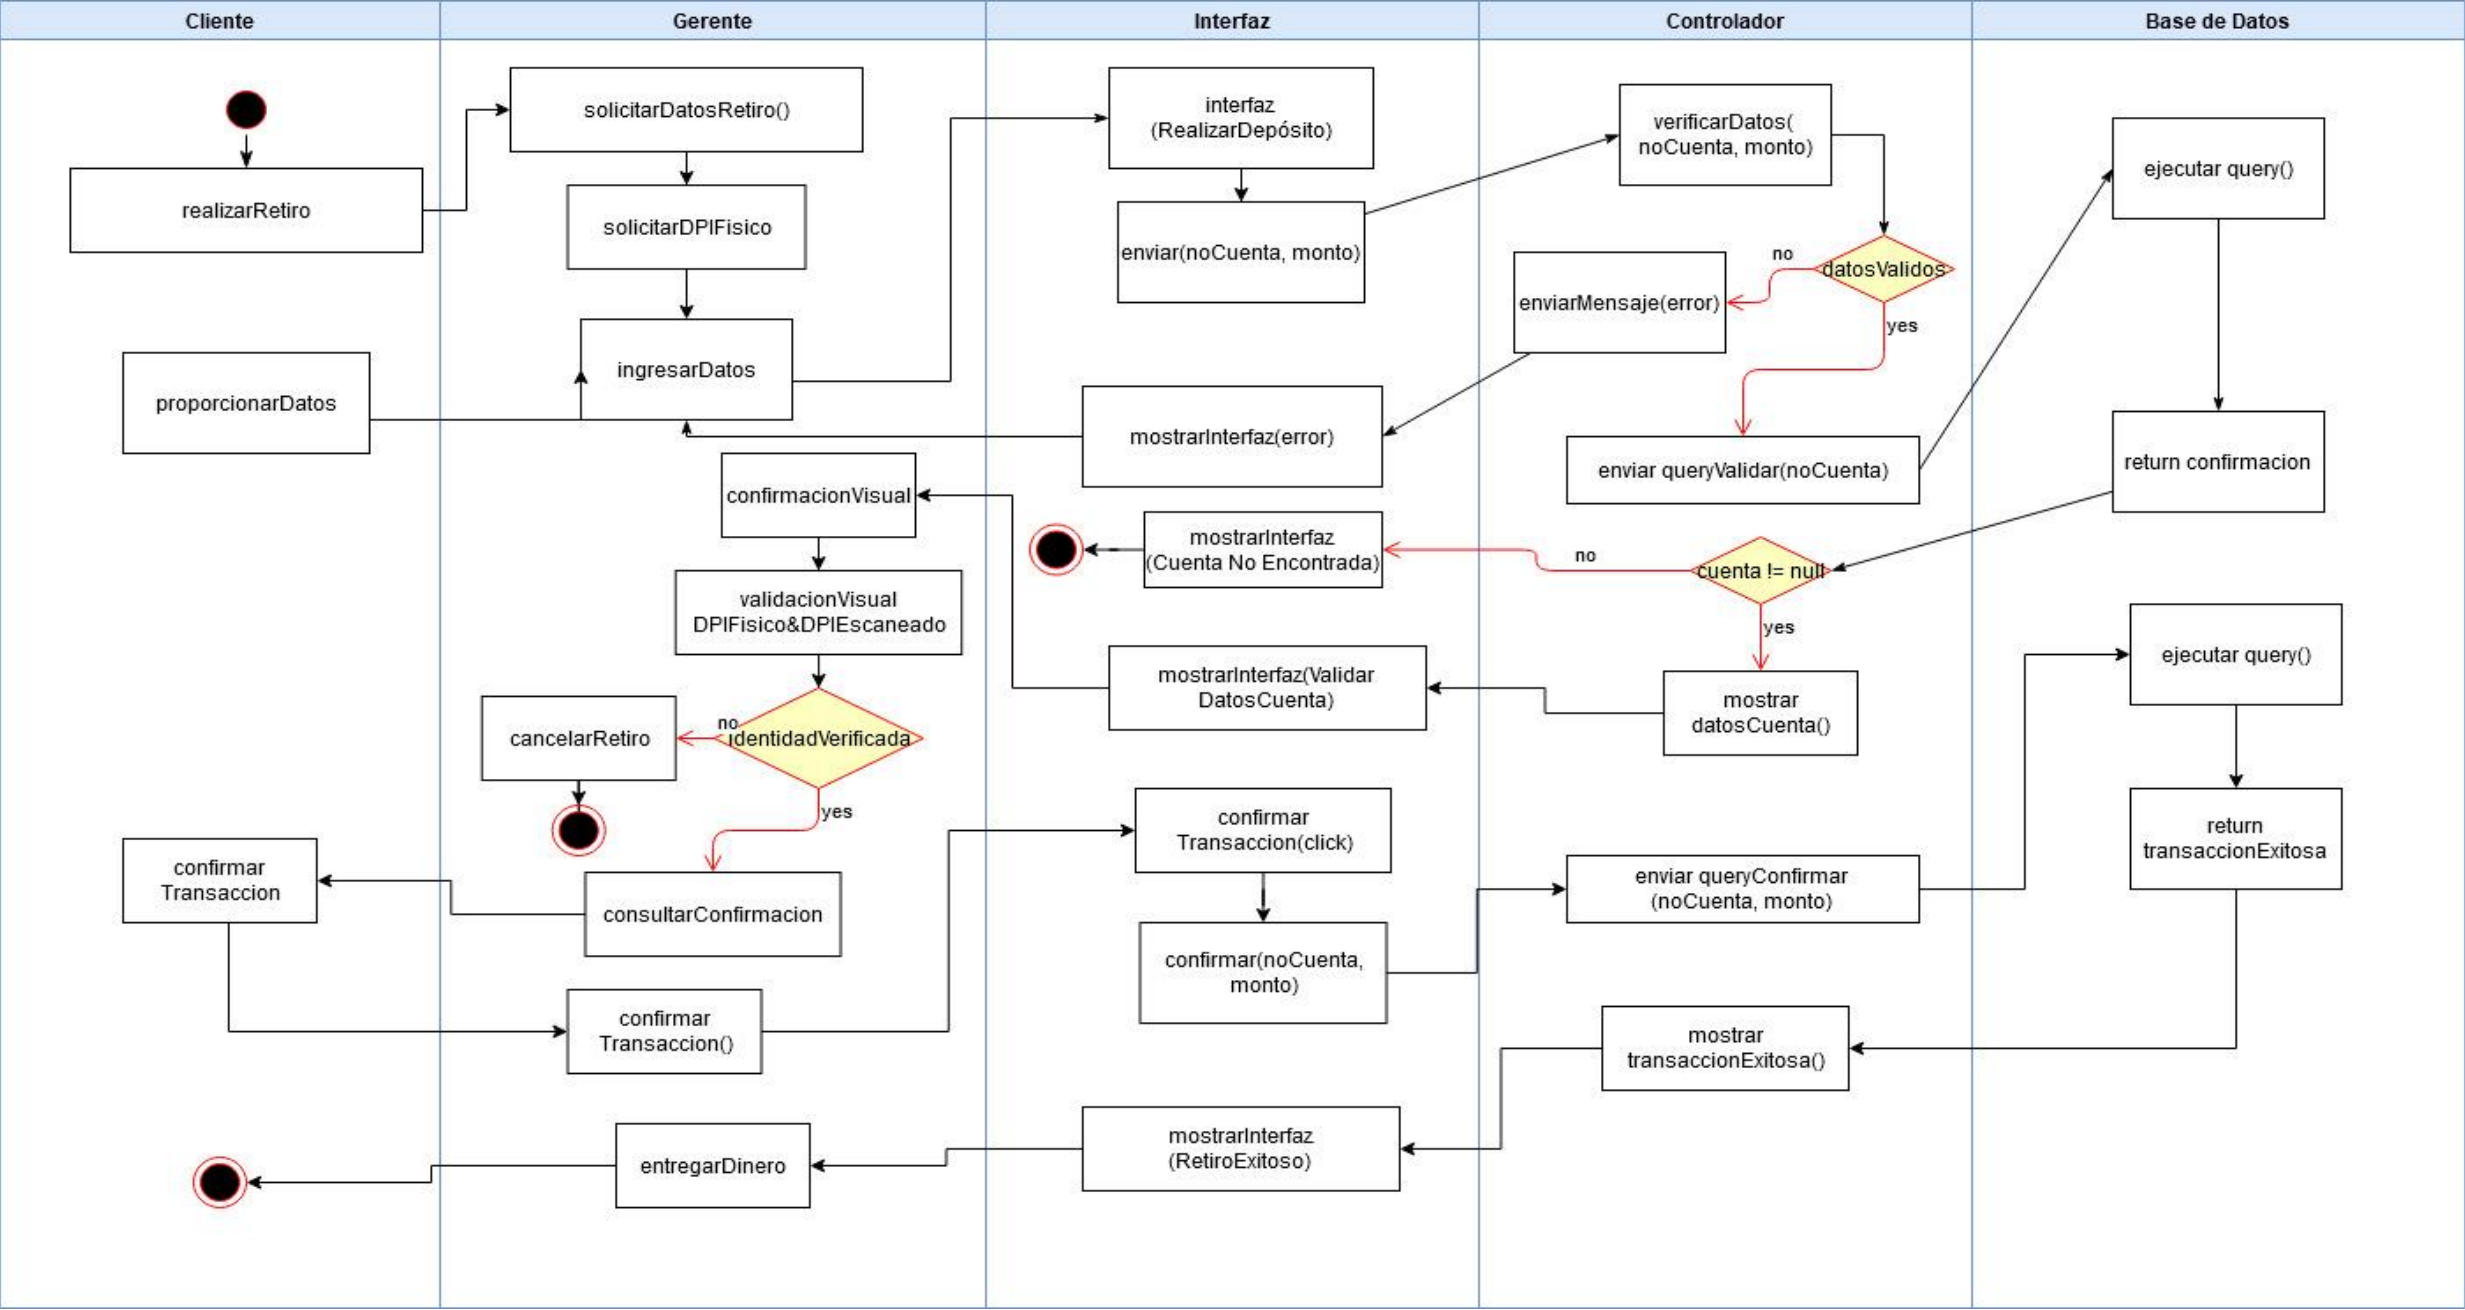 Cliente
Gerente
Interfaz
Controlador
Base de Datos
realizarRetiro
proporcionarDatos
confirmar
Transaccion
solicitarDatosRetiro()
solicitarDPIFisico
ingresarDatos
confirmacionVisual
validacionVisual
DPIFisico&DPIEscaneado
no
identidadVerificada
cancelarRetiro
yes
consultarConfirmacion
confirmar
Transaccion()
entregarDinero
interfaz
(RealizarDepósito)
enviar(noCuenta, monto)
mostrarInterfaz(error)
mostrarInterfaz
(Cuenta No Encontrada)
mostrarInterfaz(Validar
DatosCuenta)
confirmar
Transaccion(click)
confirmar(noCuenta,
monto)
mostrarInterfaz
(RetiroExitoso)
verificarDatos(
noCuenta, monto)
no
datosValidos
enviarMensaje(error)
yes
enviar queryValidar(noCuenta)
no
cuenta != null
yes
mostrar
datosCuenta()
enviar queryConfirmar
(noCuenta, monto)
mostrar
transaccionExitosa()
ejecutar query()
return confirmacion
ejecutar query()
return
transaccionExitosa